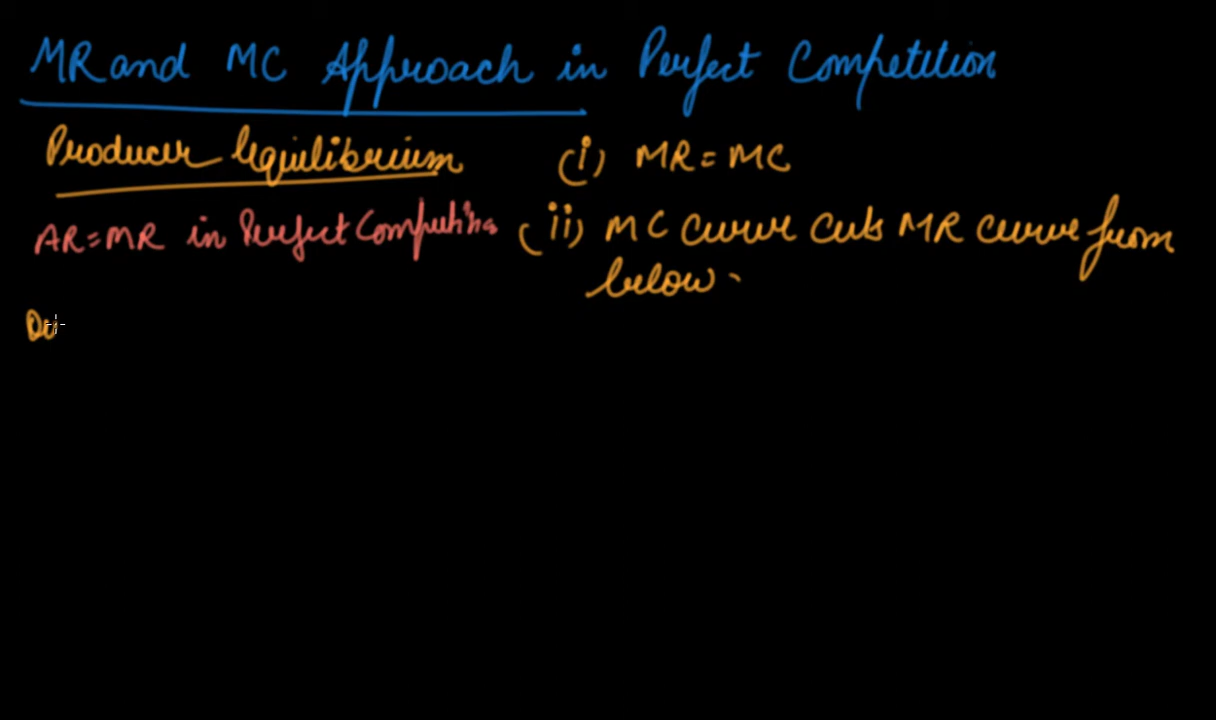 MR and MC Approach in Perfect Competition
Producer Equilibrium (i) MR = MC
AR = MR in Perfect Competition (ii) MC curve cuts MR curve from
below.